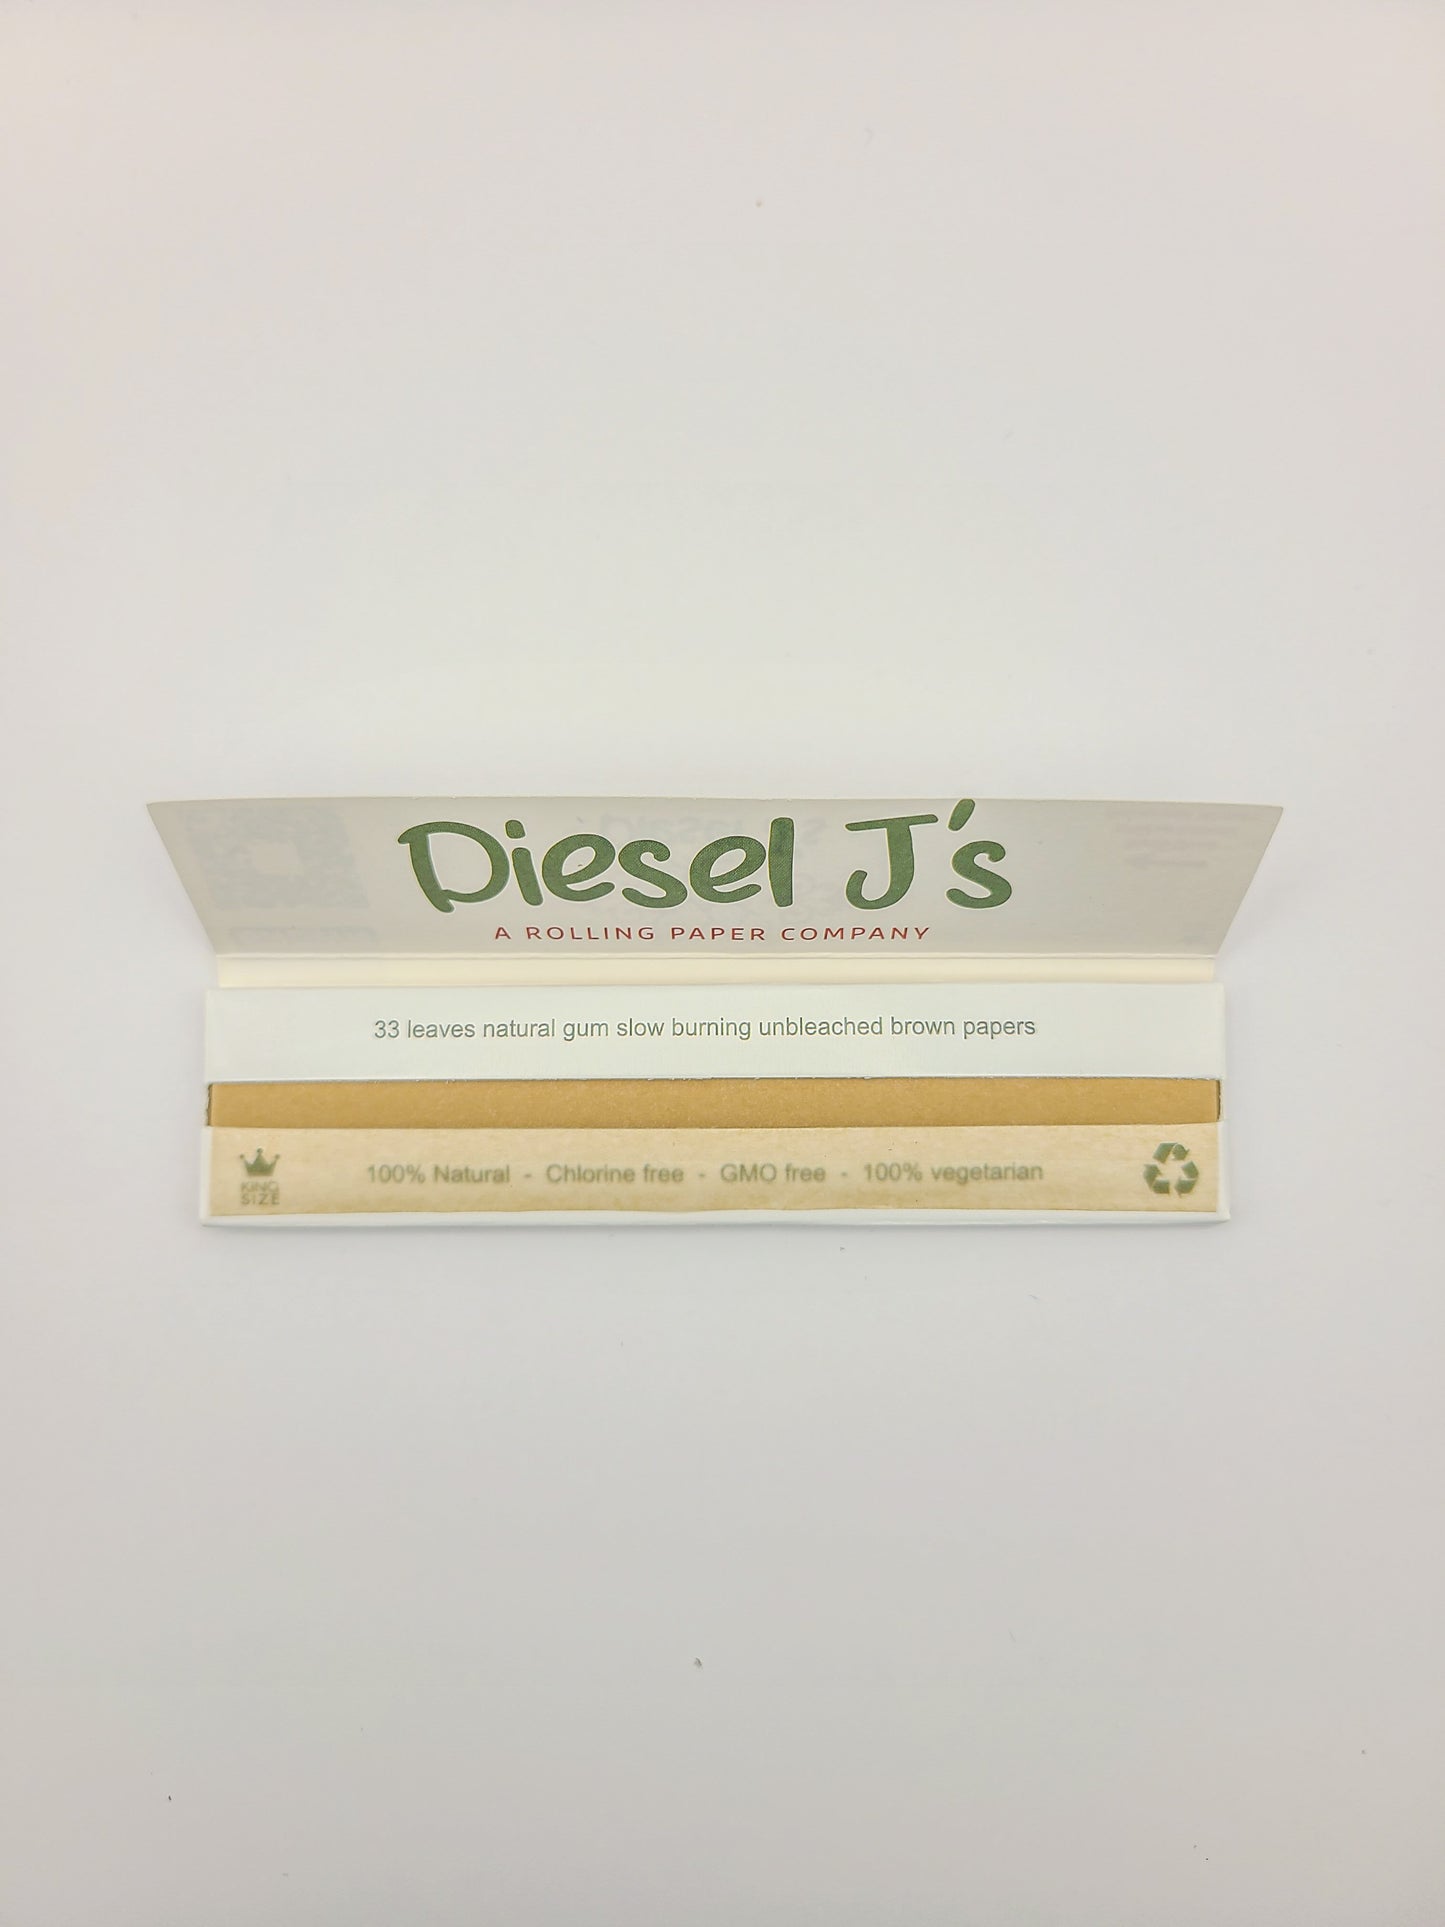 Diesel J's
A ROLLING PAPER COMPANY
33 leaves natural gum slow burning unbleached brown papers
KING
SIZE
100% Natural - Chlorine free - GMO free - 100% vegetarian